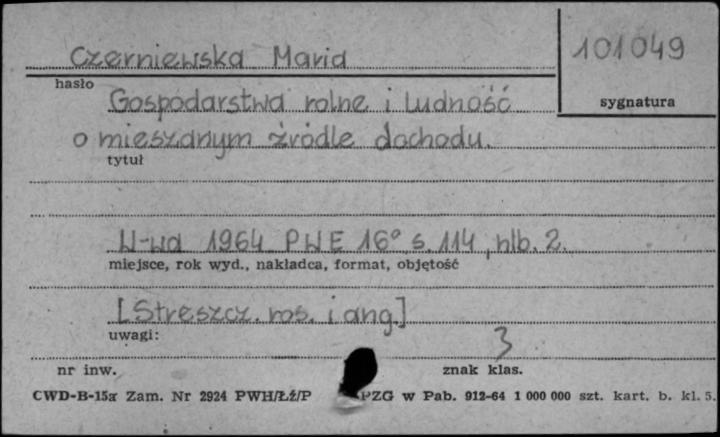 Czerniewska Maria
101049
hasło
sygnatura
Gospodarstwa rolne i ludność
o mieszanym źródle dochodu.
tytuł
W-wa 1964 PWE 16° s. 114, nlb. 2.
miejsce, rok wyd., nakładca, format, objętość
[Streszcz. ros. i ang]
uwagi:
3
nr inw.
znak klas.
CWD-B-15a Zam. Nr 2924 PWH/Łź/P PZG w Pab. 912-64 1 000 000 szt. kart. b. kl. 5.